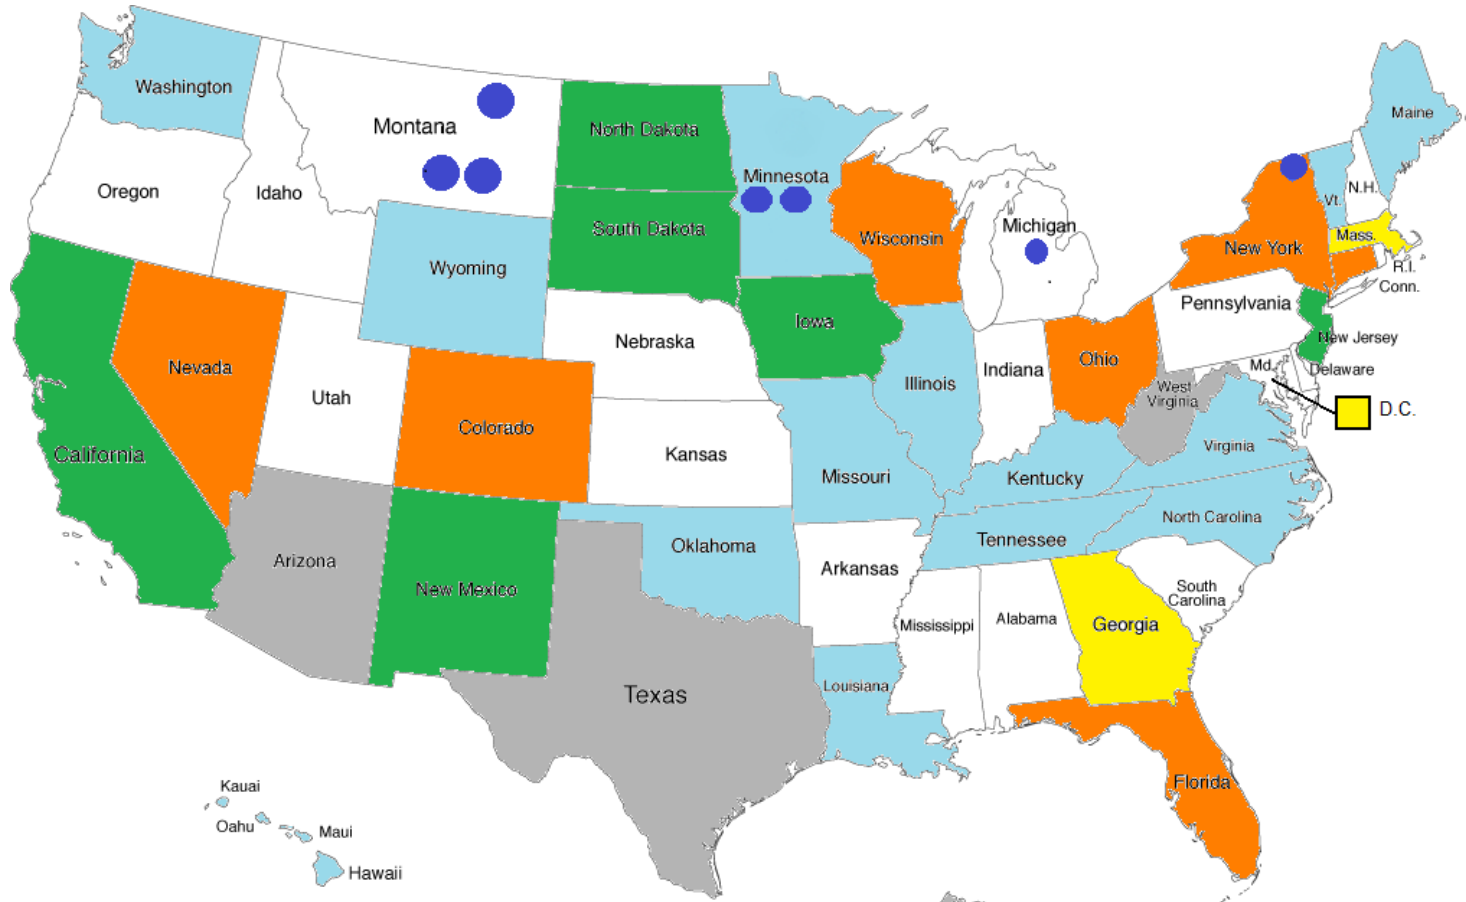 Washington
Montana
North Dakota
Minnesota
Maine
Oregon
Idaho
Vt.
N.H.
South Dakota
Wisconsin
Michigan
New York
Mass.
Wyoming
R.I.
Conn.
Pennsylvania
Iowa
Nebraska
New Jersey
Nevada
Utah
Illinois
Indiana
Ohio
Md.
Delaware
West
Virginia
D.C.
Colorado
California
Kansas
Missouri
Kentucky
Virginia
North Carolina
Tennessee
Oklahoma
Arizona
New Mexico
Arkansas
South
Carolina
Mississippi
Alabama
Georgia
Texas
Louisiana
Florida
Kauai
Oahu
Maui
Hawaii